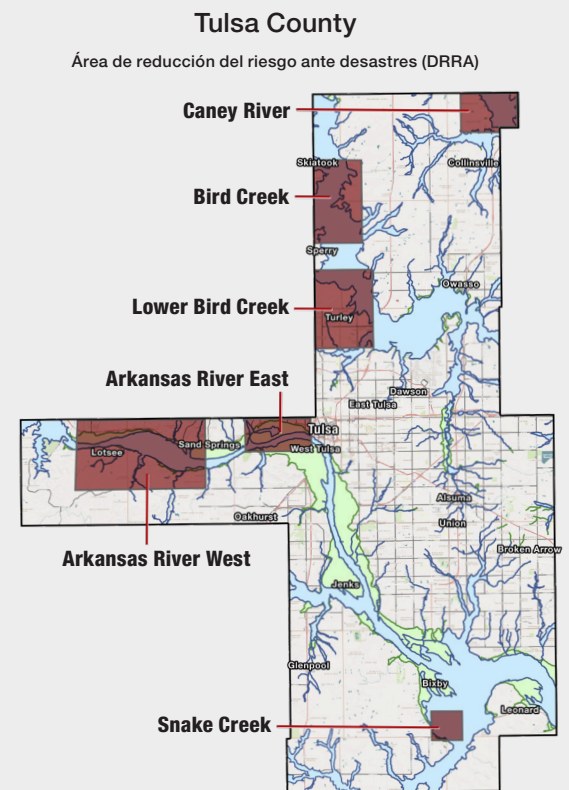 Tulsa County
Área de reducción del riesgo ante desastres (DRRA)
Caney River
Skiatook
Collinsville
Bird Creek
Sperry
Owasso
Lower Bird Creek
Turley
Arkansas River East
Dawson
East Tulsa
Tulsa
Sand Springs
West Tulsa
Lotsee
Alsuma
Oakhurst
Union
Broken Arrow
Arkansas River West
Jenks
Glenpool
Bixby
Leonard
Snake Creek